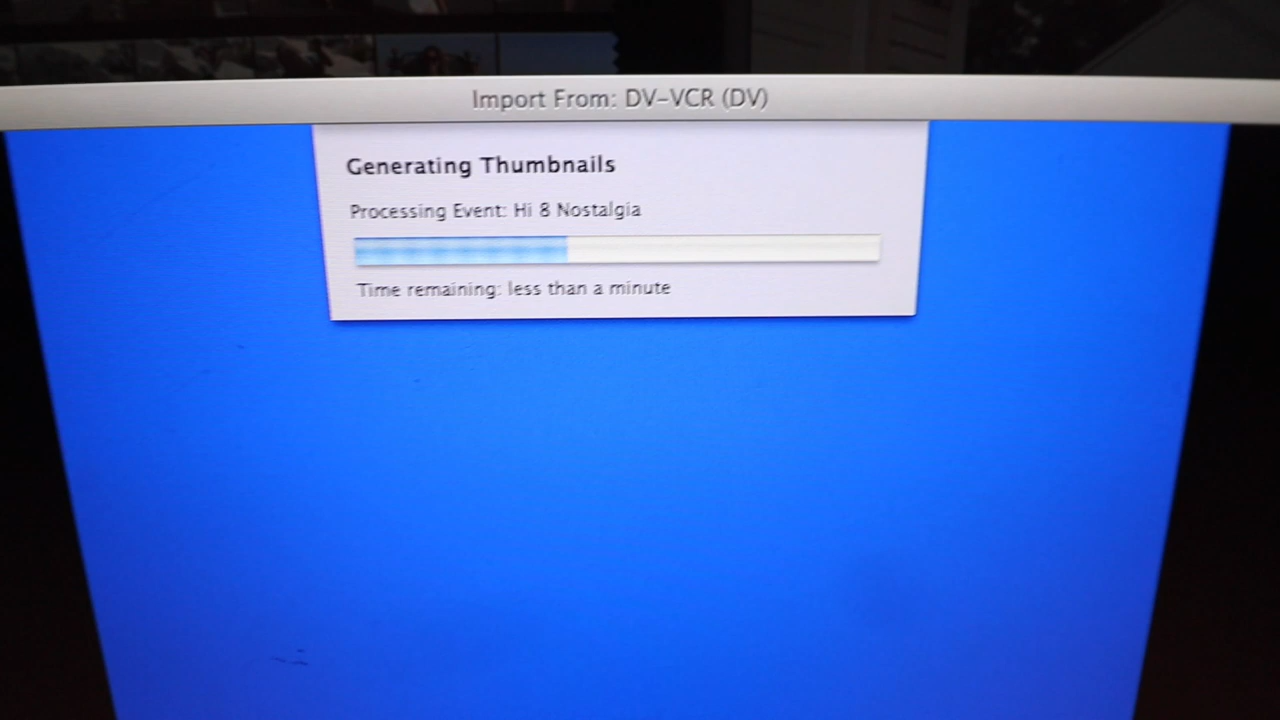 Import From: DV-VCR (DV)
Generating Thumbnails
Processing Event: Hi 8 Nostalgia
Time remaining: less than a minute